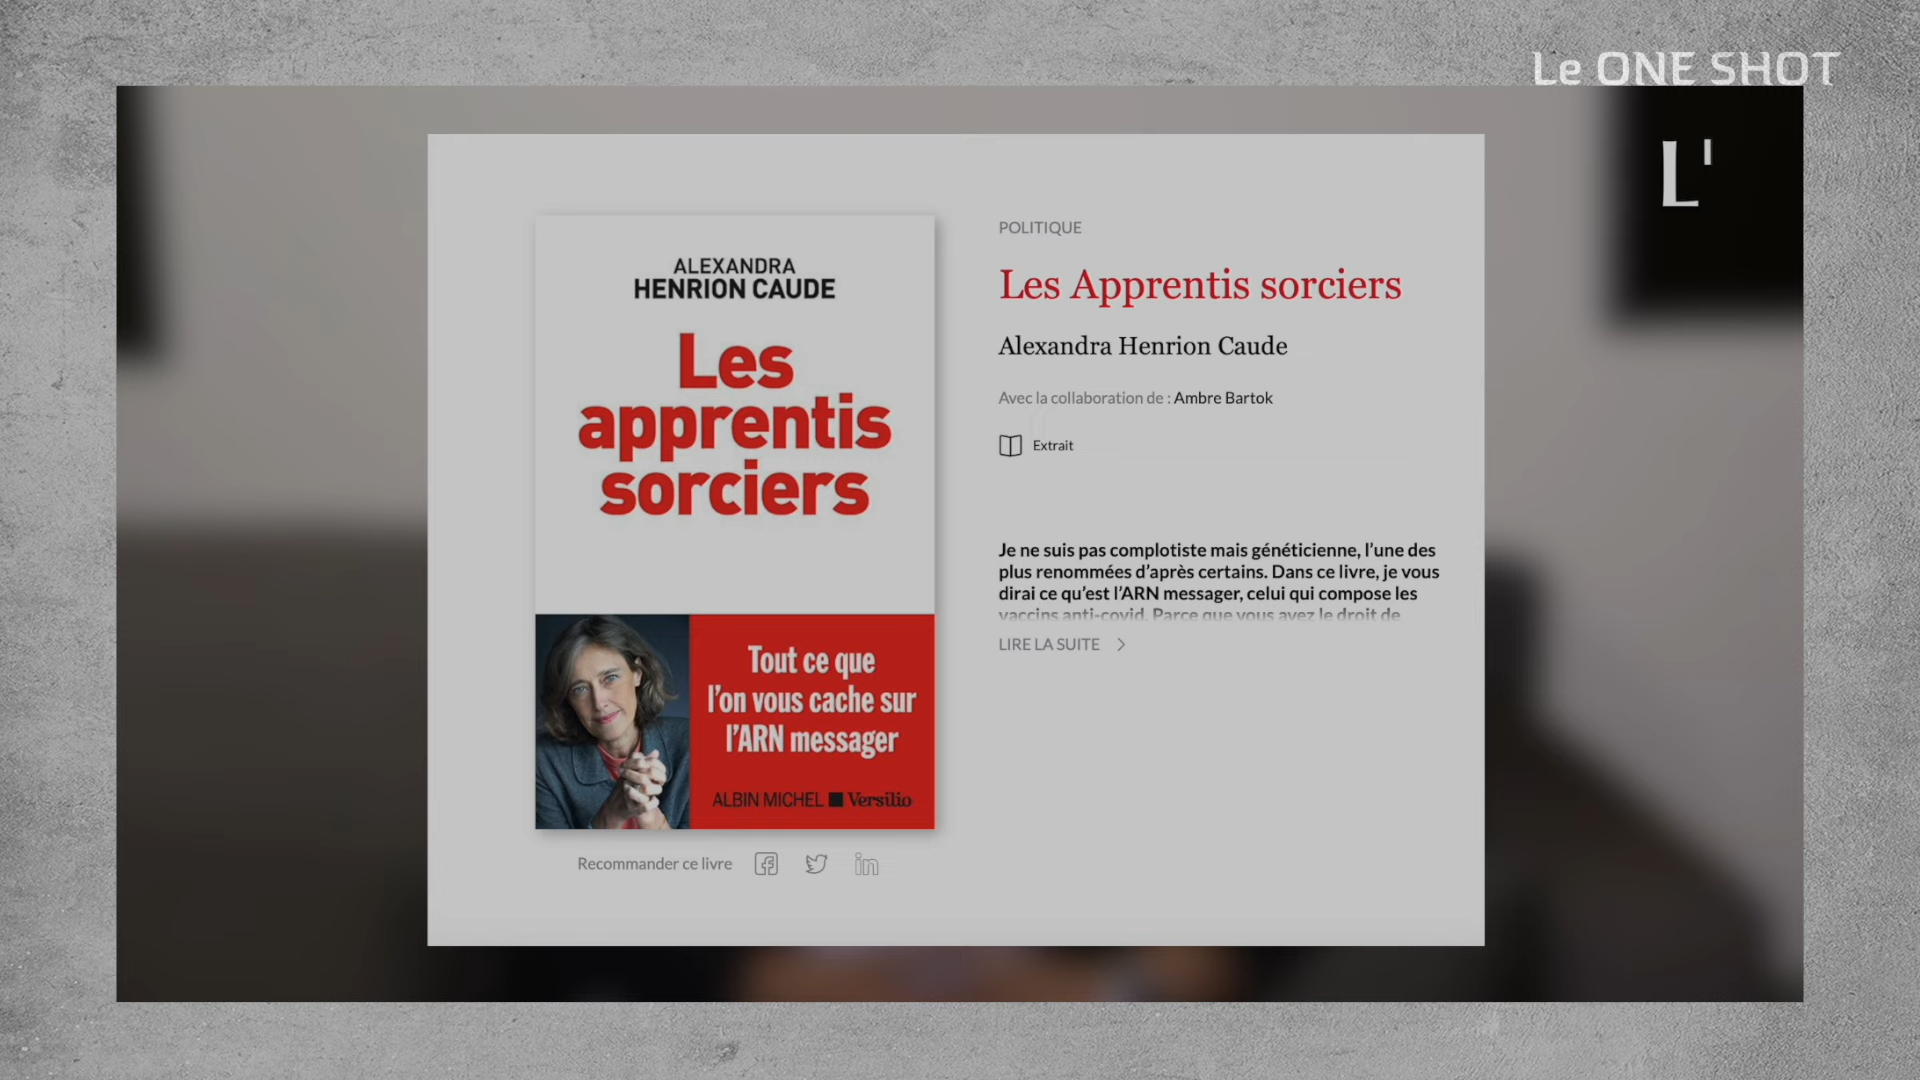 Le ONE SHOT
L'
ALEXANDRA
HENRION CAUDE
Les
apprentis
sorciers
Tout ce que
l'on vous cache sur
l'ARN messager
ALBIN MICHEL Versilio
Recommander ce livre
POLITIQUE
Les Apprentis sorciers
Alexandra Henrion Caude
Avec la collaboration de : Ambre Bartok
Extrait
Je ne suis pas complotiste mais généticienne, l'une des
plus renommées d'après certains. Dans ce livre, je vous
dirai ce qu'est l'ARN messager, celui qui compose les
vaccins anti-covid. Parce que vous avez le droit de
LIRE LA SUITE